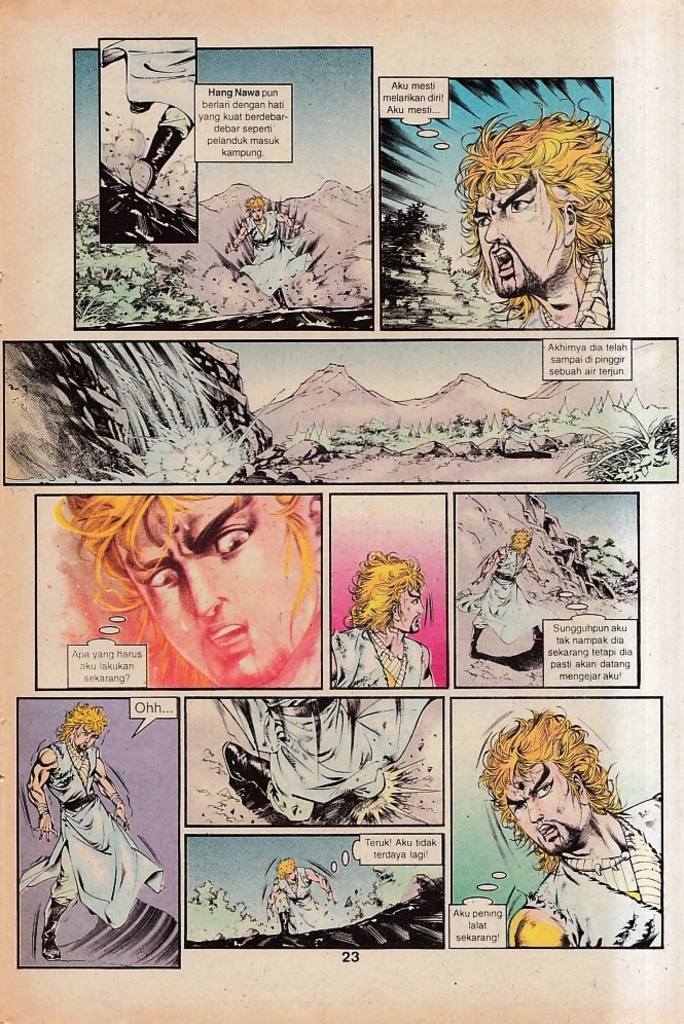 Hang Nawa pun
berlari dengan hati
yang kuat berdebar-
debar seperti
pelanduk masuk
kampung.
Aku mesti
melarikan diri!
Aku mesti...
Akhirnya dia telah
sampai di pinggir
sebuah air terjun.
Apa yang harus
aku lakukan
sekarang?
Sungguhpun aku
tak nampak dia
sekarang tetapi dia
pasti akan datang
mengejar aku!
Ohh...
Teruk! Aku tidak
terdaya lagi!
Aku pening
lalat
sekarang!
23